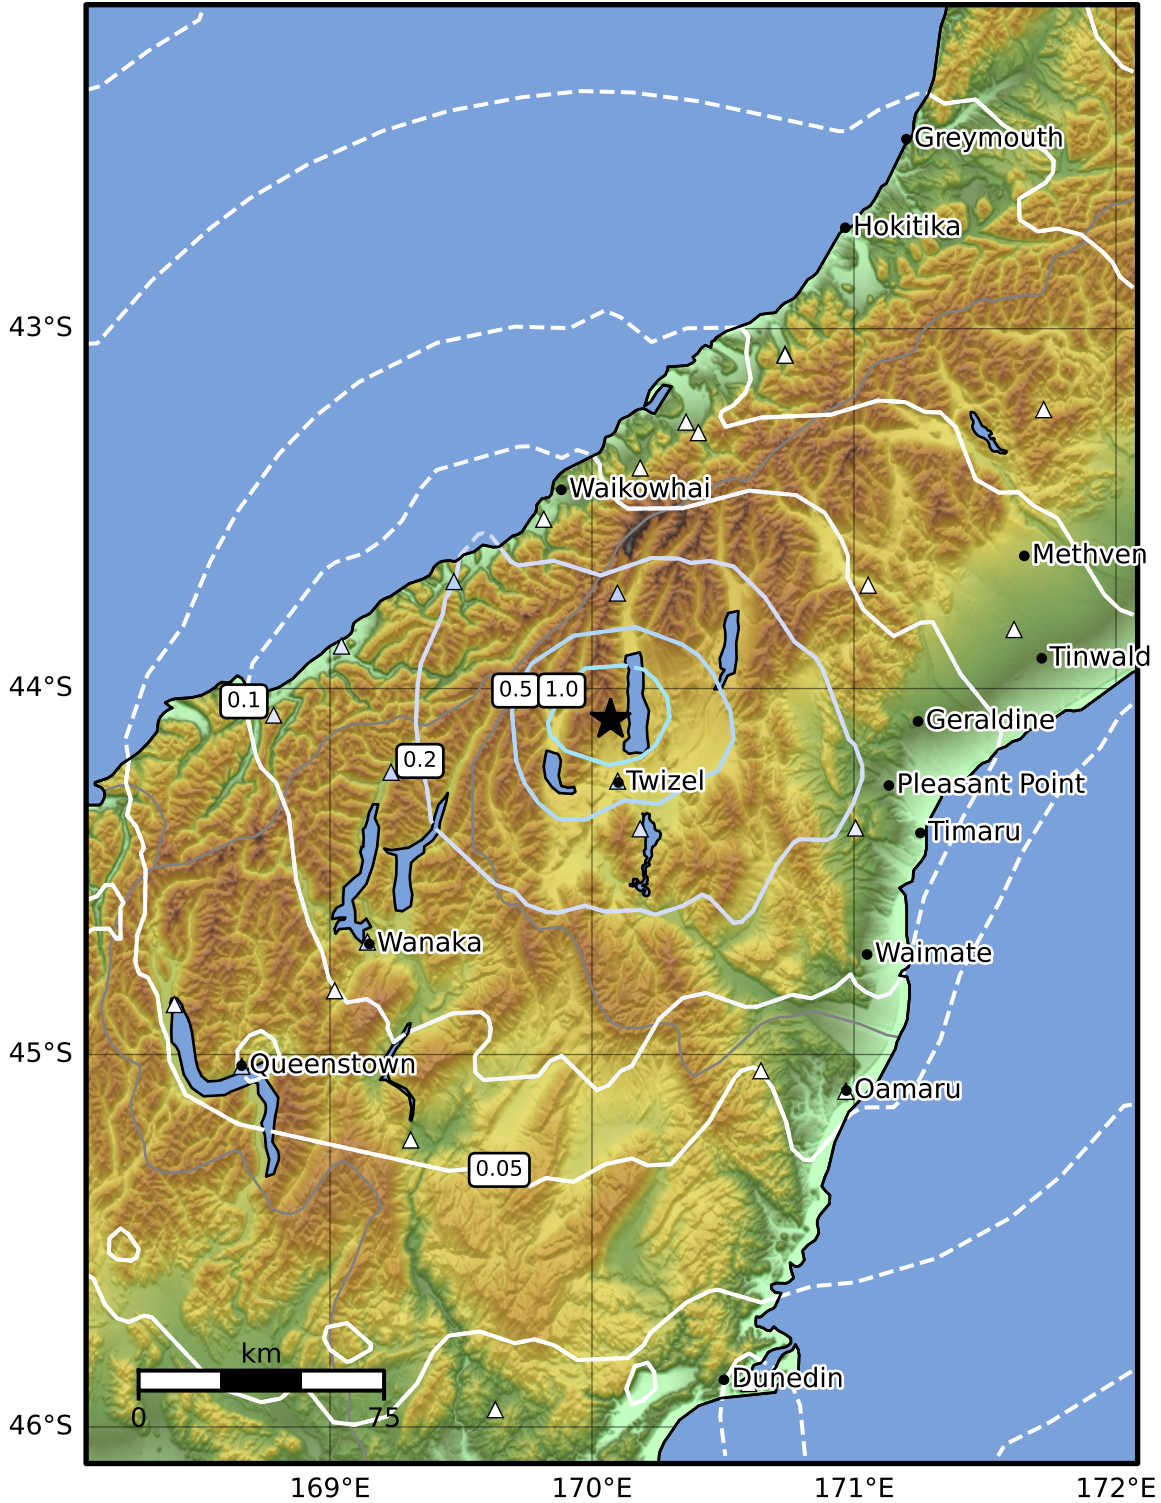 Greymouth
Hokitika
43°S
Waikowhai
Methven
Tinwald
44°S
0.1
0.5
1.0
Geraldine
0.2
Twizel
Pleasant Point
Timaru
Wanaka
Waimate
45°S
Queenstown
Oamaru
0.05
km
Dunedin
0
75
46°S
169°E
170°E
171°E
172°E